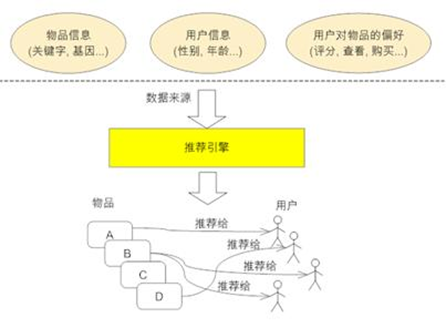 物品信息
(关键字, 基因...)
用户信息
(性别, 年龄...)
用户对物品的偏好
(评分, 查看, 购买...)
数据来源
推荐引擎
物品
用户
A
推荐给
B
推荐给
C
推荐给
D
推荐给